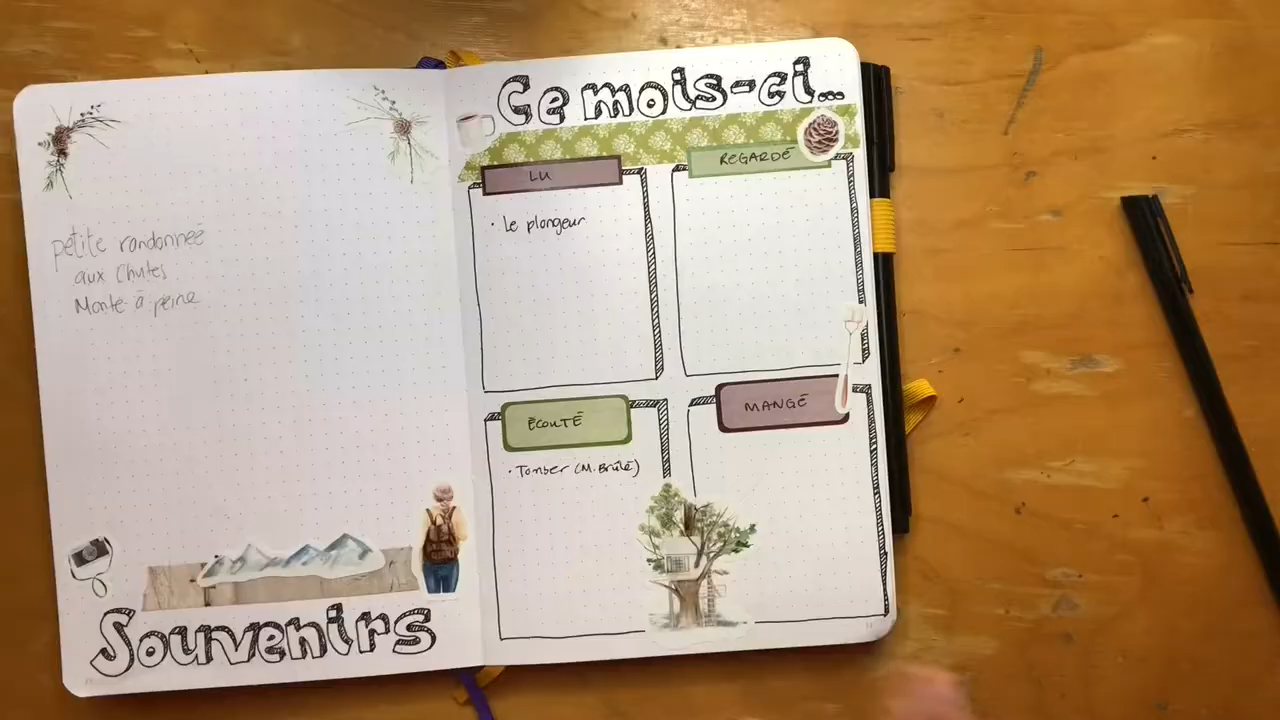 petite randonnée
aux Chutes
Monte-à-peine
Souvenirs
Ce mois-ci...
LU
• Le plongeur
REGARDÉ
ÉCOUTÉ
• Tomber (M. Brûlé)
MANGÉ